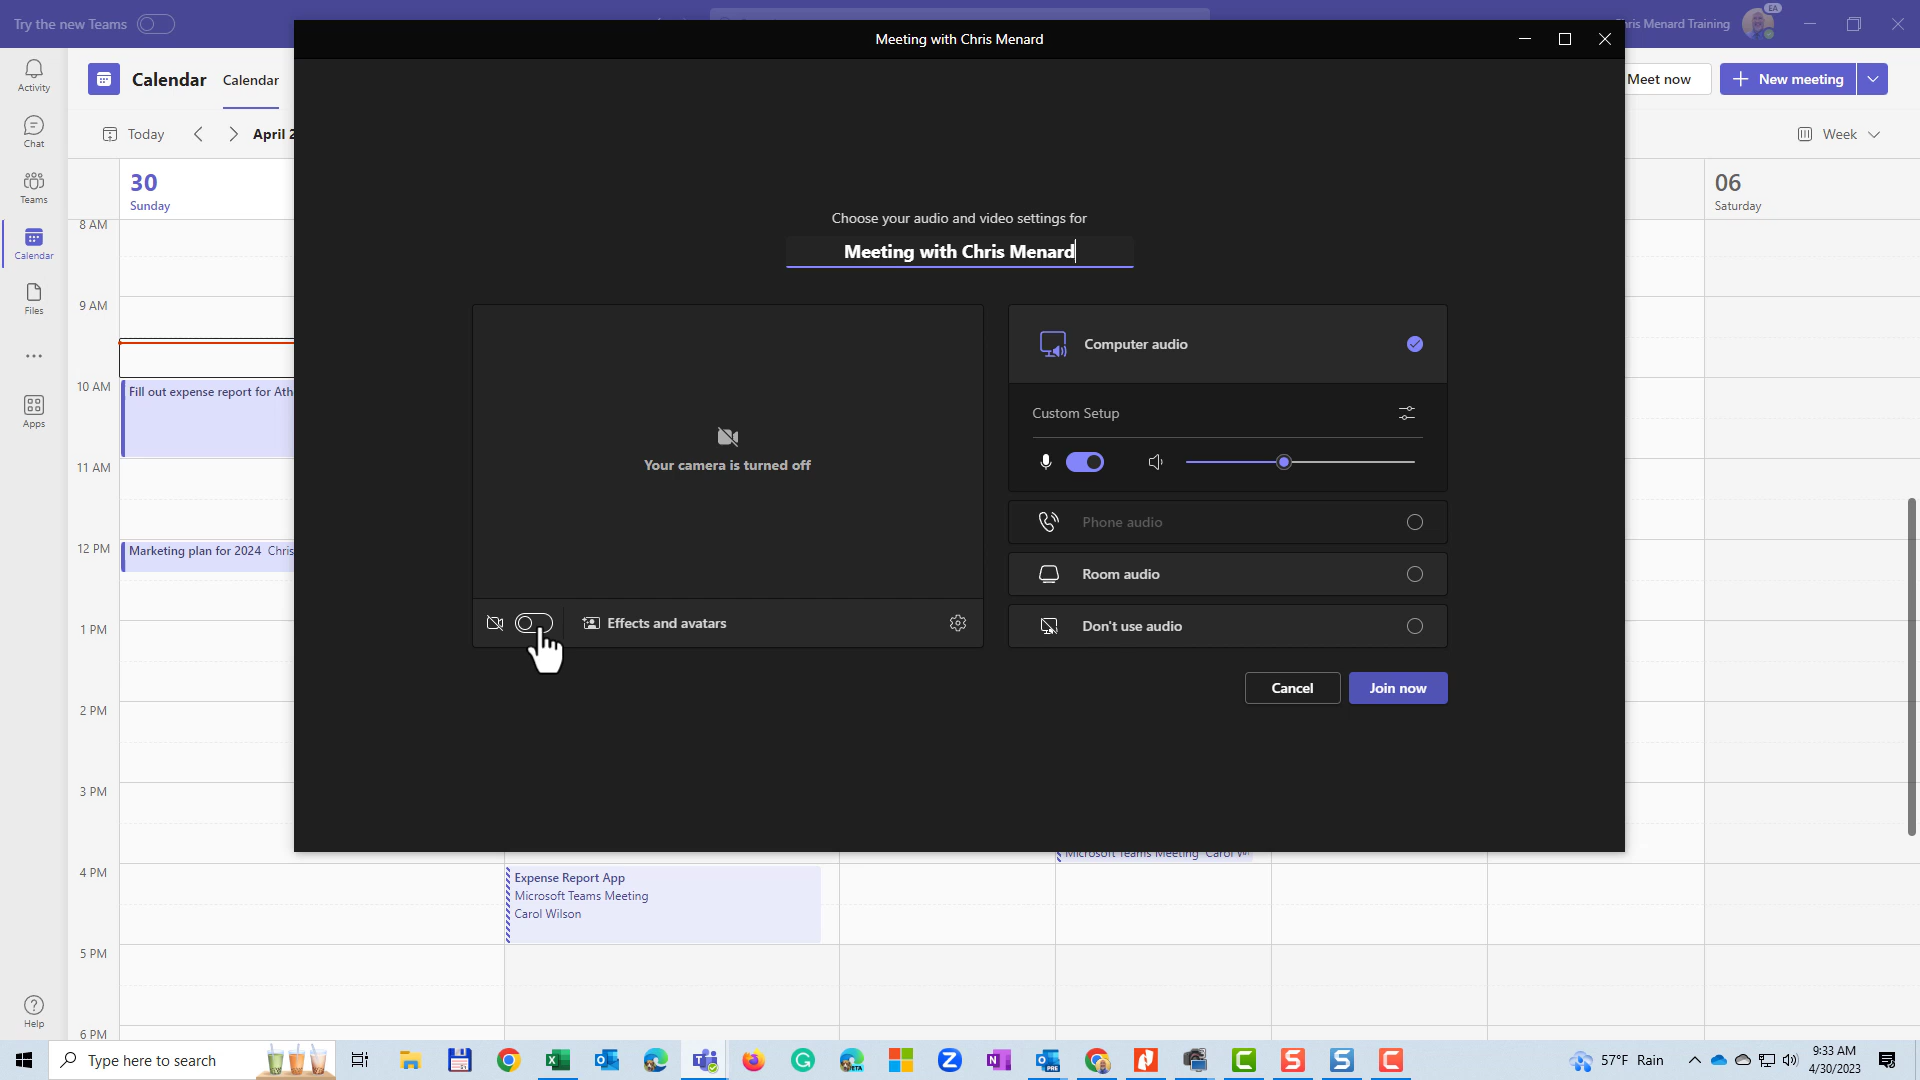 Try the new Teams
Meeting with Chris Menard
ris Menard Training
EA
Activity
Chat
Teams
Calendar
Files
Apps
Help
Calendar
Calendar
Meet now
New meeting
Today
April 2
Week
30
Sunday
06
Saturday
8 AM
9 AM
10 AM
11 AM
12 PM
1 PM
2 PM
3 PM
4 PM
5 PM
6 PM
Fill out expense report for Ath
Marketing plan for 2024 Chris
Choose your audio and video settings for
Meeting with Chris Menard
Your camera is turned off
Effects and avatars
Computer audio
Custom Setup
Phone audio
Room audio
Don't use audio
Cancel
Join now
Microsoft Teams Meeting Carol W
Expense Report App
Microsoft Teams Meeting
Carol Wilson
Type here to search
57°F Rain
9:33 AM
4/30/2023